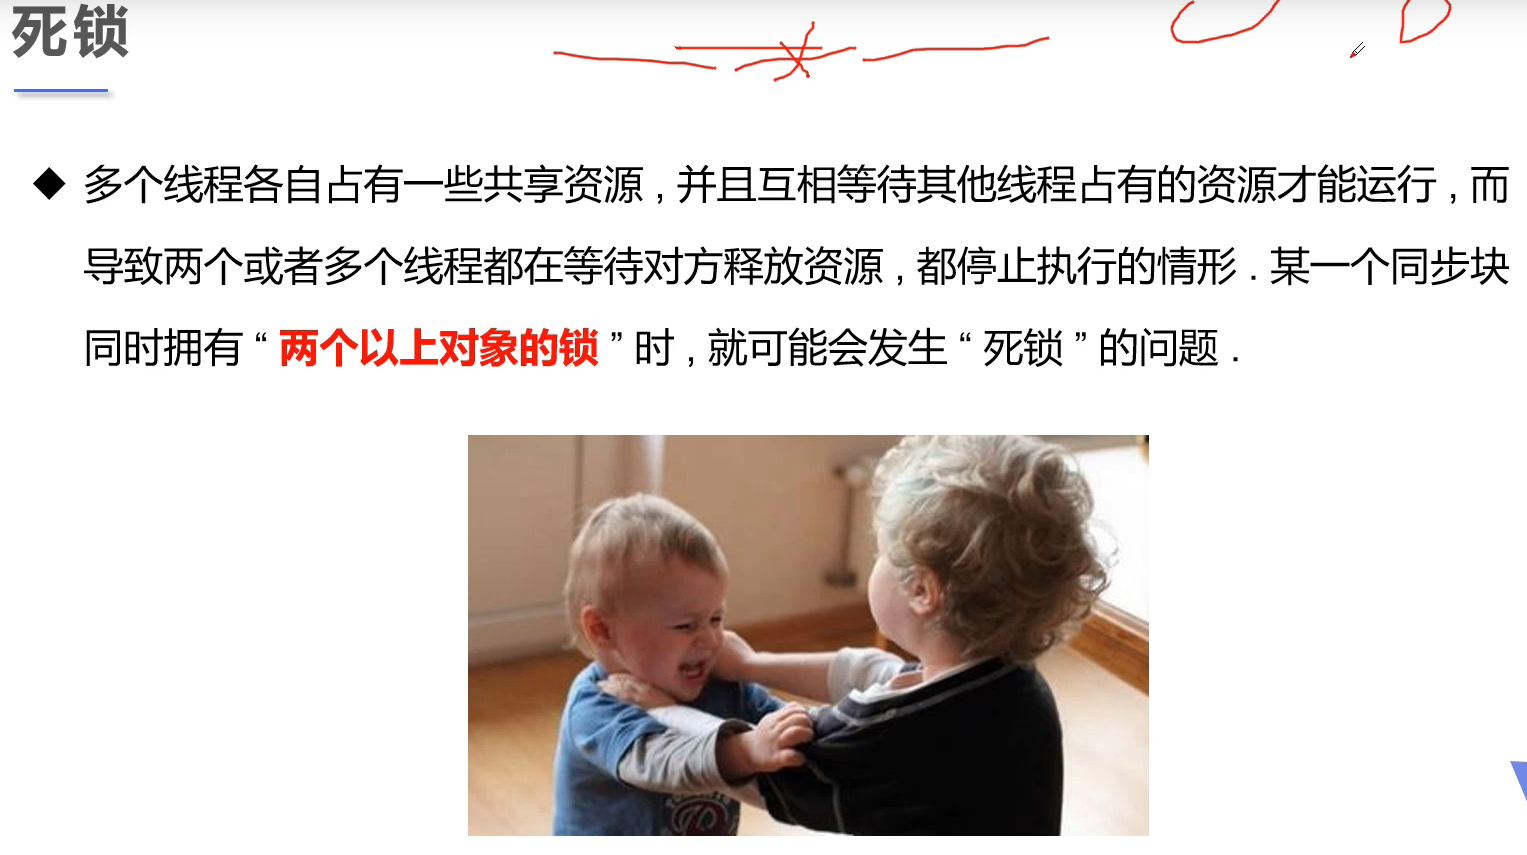 死锁
多个线程各自占有一些共享资源 , 并且互相等待其他线程占有的资源才能运行 , 而
导致两个或者多个线程都在等待对方释放资源 , 都停止执行的情形 . 某一个同步块
同时拥有 “ 两个以上对象的锁 ” 时 , 就可能会发生 “ 死锁 ” 的问题 .